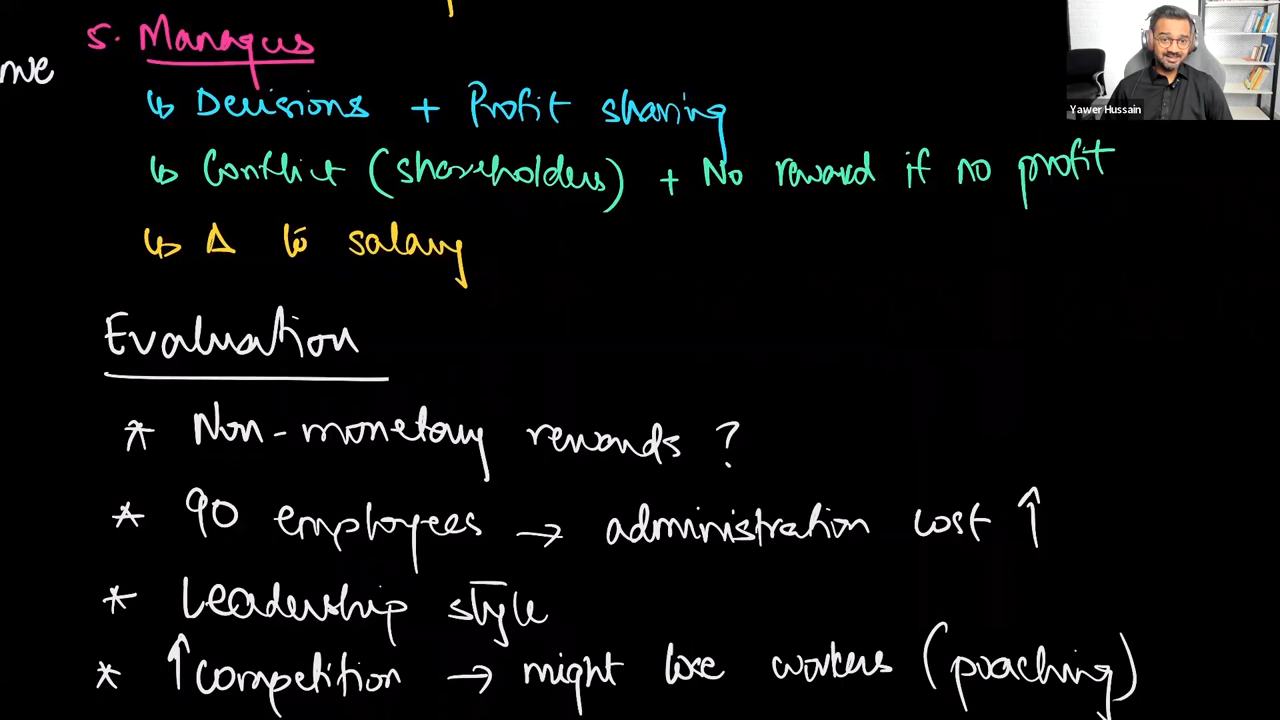 me
5. Managers
↳ Decisions + Profit sharing
↳ Conflict (shareholders) + No reward if no profit
↳ Δ to salary
Evaluation
* Non-monetary rewards ?
* 90 employees → administration cost ↑
* Leadership style
* ↑ competition → might lose workers (poaching)
Yawer Hussain